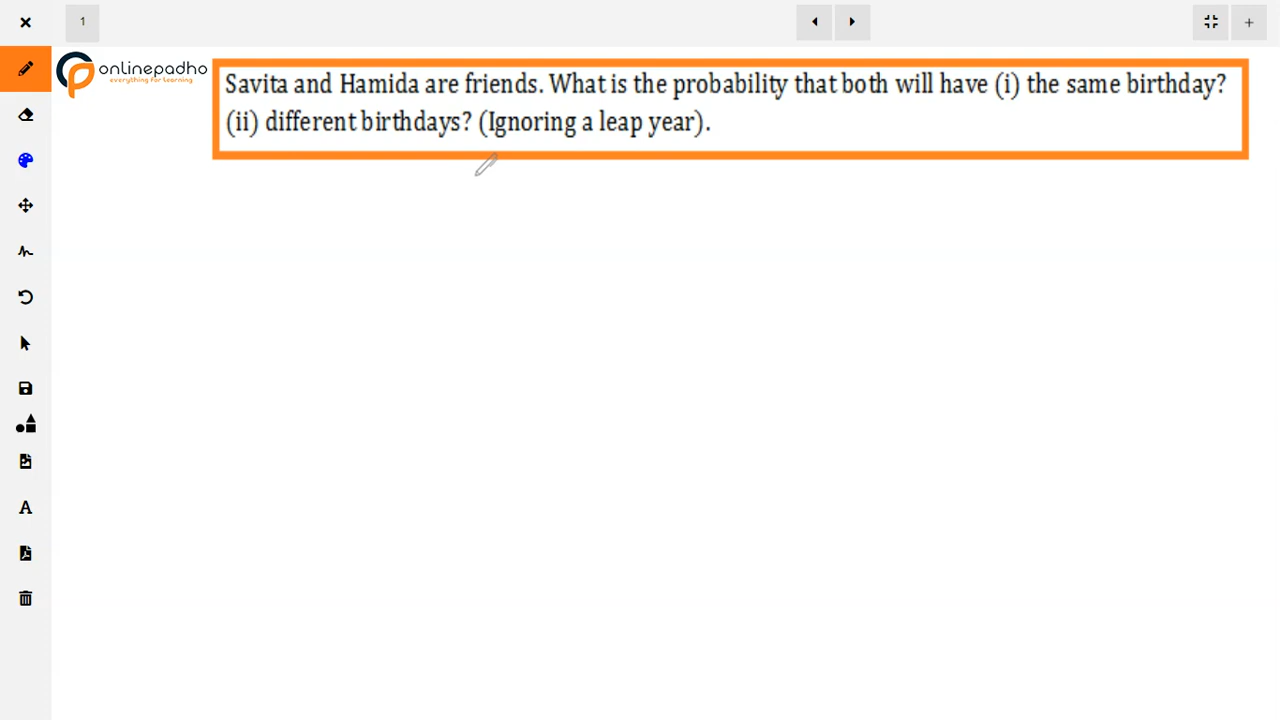 1
+
onlinepadho
everything for learning
Savita and Hamida are friends. What is the probability that both will have (i) the same birthday?
(ii) different birthdays? (Ignoring a leap year).
A